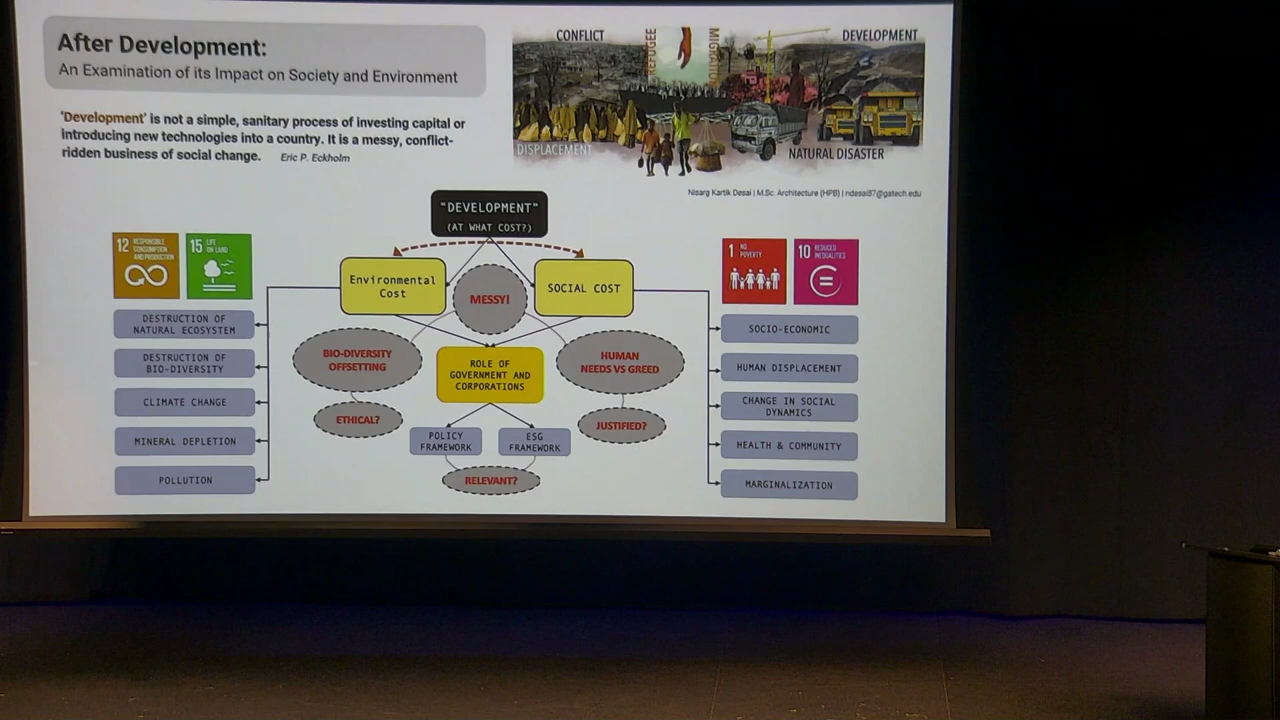 After Development:
An Examination of its Impact on Society and Environment
'Development' is not a simple, sanitary process of investing capital or
introducing new technologies into a country. It is a messy, conflict-
ridden business of social change. Eric P. Eckholm
CONFLICT
REFUGEE
MIGRATION
DEVELOPMENT
DISPLACEMENT
NATURAL DISASTER
Nisarg Kartik Desai | M.Sc. Architecture (HPB) | ndesai87@gatech.edu
"DEVELOPMENT"
(AT WHAT COST?)
12 RESPONSIBLE
CONSUMPTION
AND PRODUCTION
15 LIFE
ON LAND
Environmental
Cost
MESSY!
SOCIAL COST
1 NO
POVERTY
10 REDUCED
INEQUALITIES
DESTRUCTION OF
NATURAL ECOSYSTEM
DESTRUCTION OF
BIO-DIVERSITY
CLIMATE CHANGE
MINERAL DEPLETION
POLLUTION
BIO-DIVERSITY
OFFSETTING
ETHICAL?
ROLE OF
GOVERNMENT AND
CORPORATIONS
POLICY
FRAMEWORK
ESG
FRAMEWORK
RELEVANT?
HUMAN
NEEDS VS GREED
JUSTIFIED?
SOCIO-ECONOMIC
HUMAN DISPLACEMENT
CHANGE IN SOCIAL
DYNAMICS
HEALTH & COMMUNITY
MARGINALIZATION